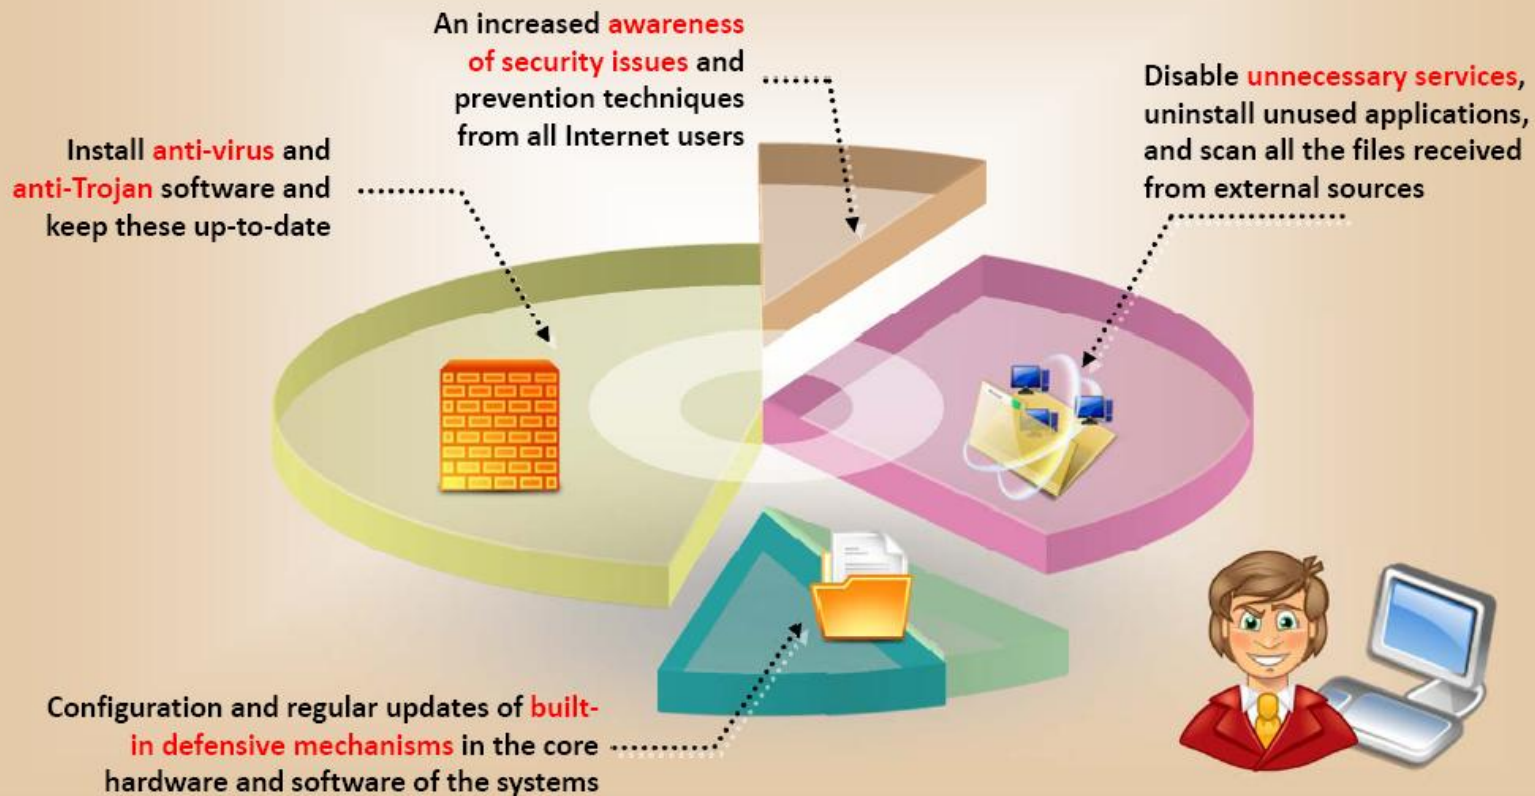 An increased awareness
of security issues and
prevention techniques
from all Internet users
Disable unnecessary services,
uninstall unused applications,
and scan all the files received
from external sources
Install anti-virus and
anti-Trojan software and
keep these up-to-date
Configuration and regular updates of built-
in defensive mechanisms in the core
hardware and software of the systems